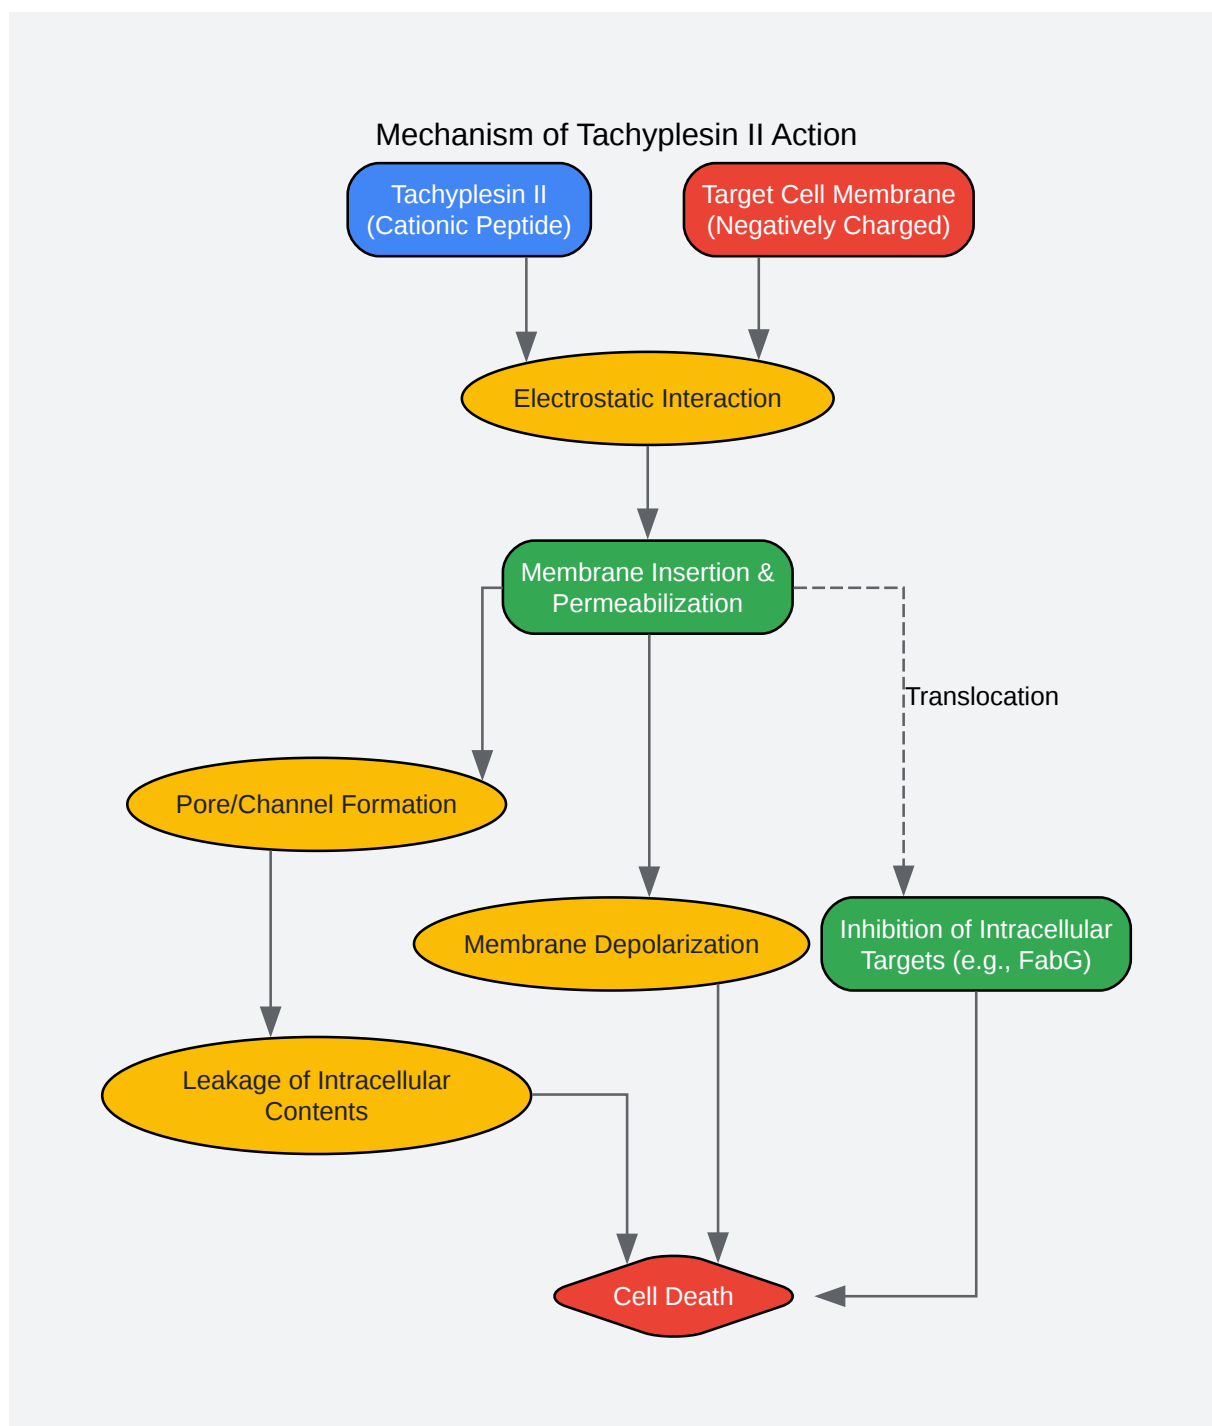 Mechanism of Tachyplesin II Action
Tachyplesin II
(Cationic Peptide)
Target Cell Membrane
(Negatively Charged)
Electrostatic Interaction
Membrane Insertion &
Permeabilization
Translocation
Pore/Channel Formation
Membrane Depolarization
Inhibition of Intracellular
Targets (e.g., FabG)
Leakage of Intracellular
Contents
Cell Death